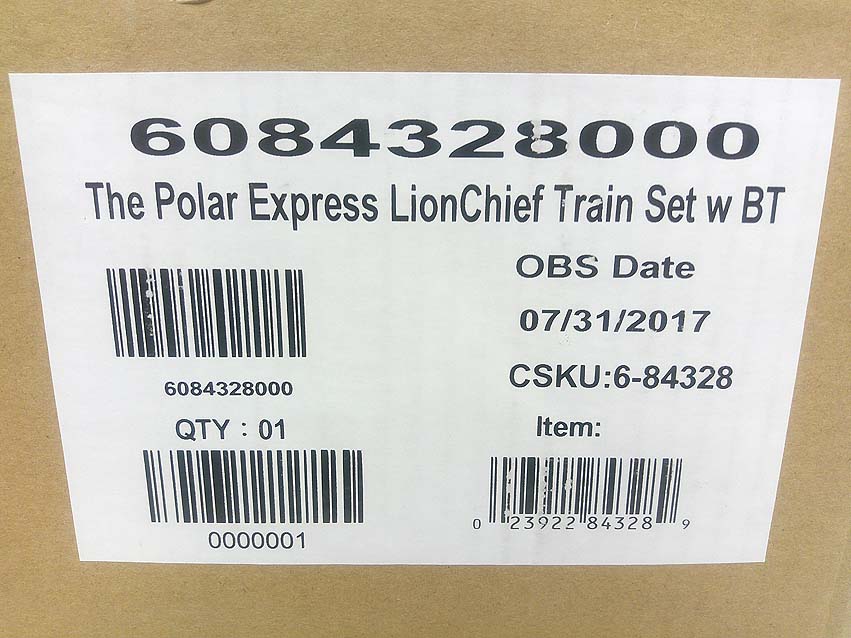 6084328000
The Polar Express LionChief Train Set w BT
OBS Date
07/31/2017
6084328000
CSKU:6-84328
QTY : 01
Item:
0000001
0 23922 84328 9